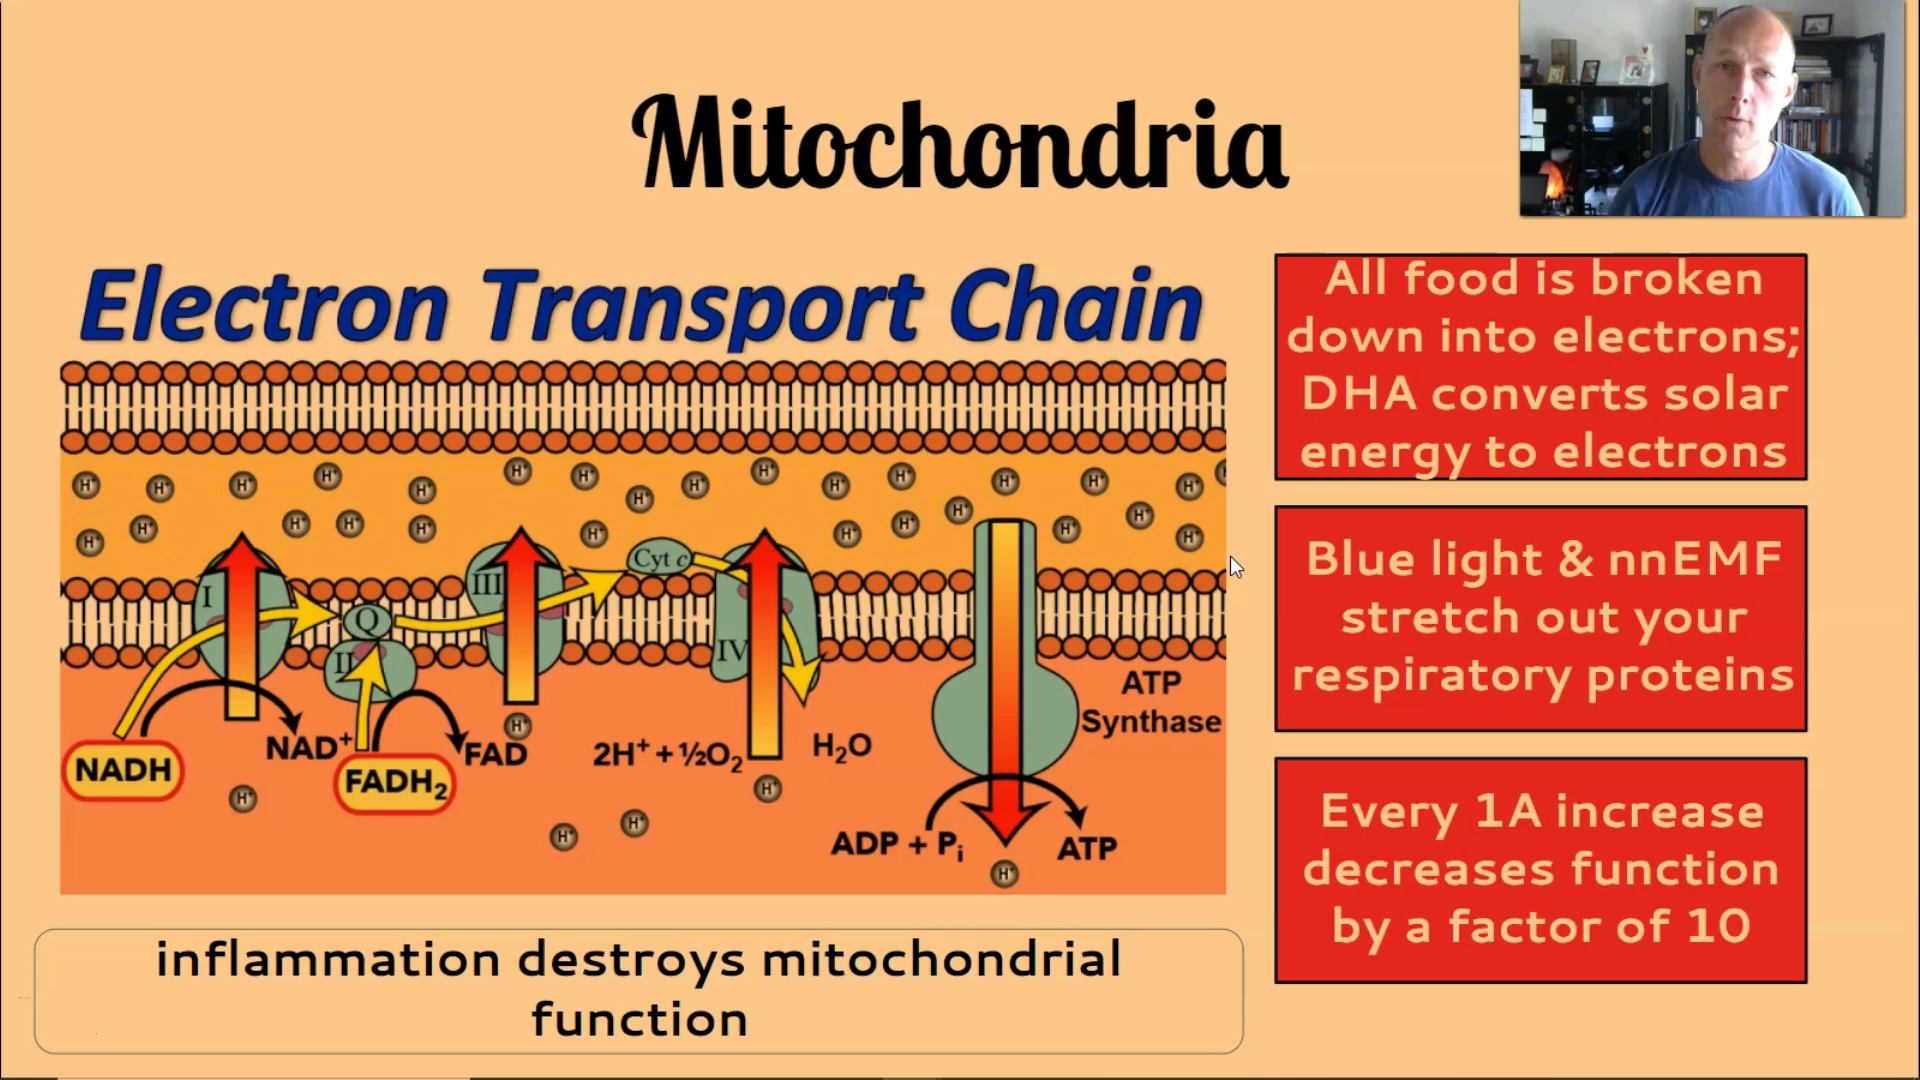 Mitochondria
Electron Transport Chain
All food is broken
down into electrons;
DHA converts solar
energy to electrons
H⁺ H⁺ H⁺ H⁺ H⁺ H⁺ H⁺ H⁺ H⁺ H⁺ H⁺ H⁺ H⁺ H⁺ H⁺
H⁺ H⁺ H⁺ H⁺ H⁺ H⁺ H⁺ H⁺ H⁺ H⁺ H⁺ H⁺
I
Q
II
III
Cyt c
IV
Blue light & nnEMF
stretch out your
respiratory proteins
ATP
Synthase
NADH
NAD⁺
FADH₂
FAD
H⁺
2H⁺ + ½O₂
H₂O
H⁺ H⁺ H⁺ H⁺
ADP + Pᵢ
ATP
H⁺
Every 1A increase
decreases function
by a factor of 10
inflammation destroys mitochondrial
function